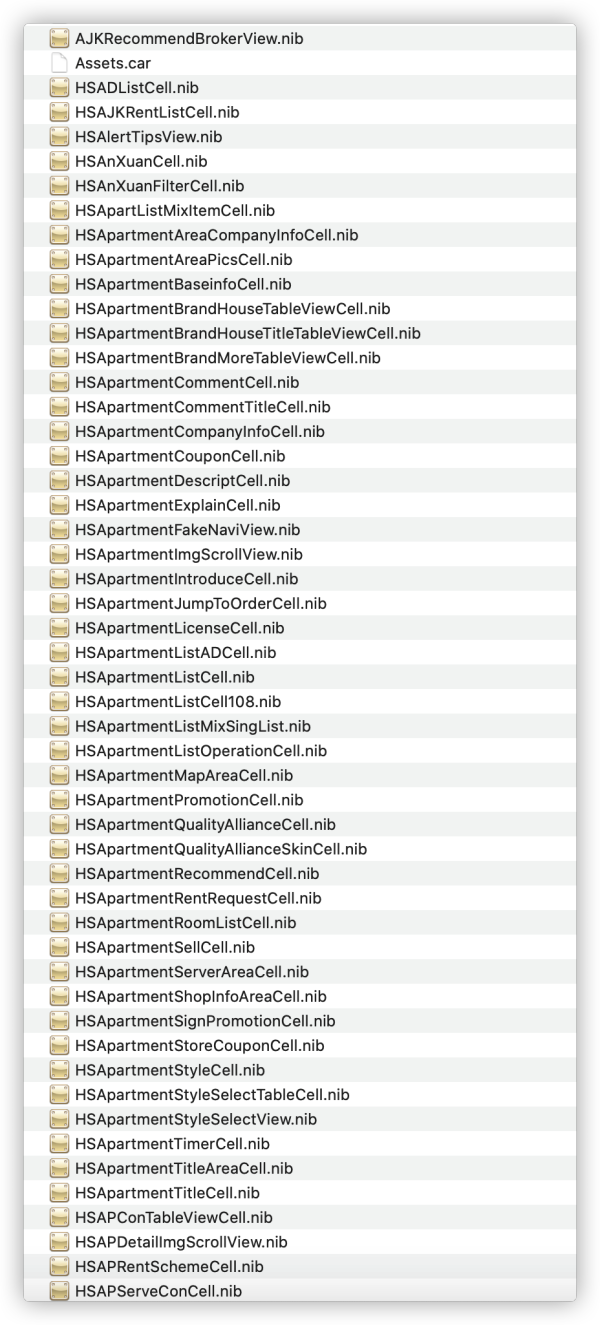 AJKRecommendBrokerView.nib
Assets.car
HSADListCell.nib
HSAJKRentListCell.nib
HSAlertTipsView.nib
HSAnXuanCell.nib
HSAnXuanFilterCell.nib
HSApartListMixItemCell.nib
HSApartmentAreaCompanyInfoCell.nib
HSApartmentAreaPicsCell.nib
HSApartmentBaseinfoCell.nib
HSApartmentBrandHouseTableViewCell.nib
HSApartmentBrandHouseTitleTableViewCell.nib
HSApartmentBrandMoreTableViewCell.nib
HSApartmentCommentCell.nib
HSApartmentCommentTitleCell.nib
HSApartmentCompanyInfoCell.nib
HSApartmentCouponCell.nib
HSApartmentDescriptCell.nib
HSApartmentExplainCell.nib
HSApartmentFakeNaviView.nib
HSApartmentImgScrollView.nib
HSApartmentIntroduceCell.nib
HSApartmentJumpToOrderCell.nib
HSApartmentLicenseCell.nib
HSApartmentListADCell.nib
HSApartmentListCell.nib
HSApartmentListCell108.nib
HSApartmentListMixSingList.nib
HSApartmentListOperationCell.nib
HSApartmentMapAreaCell.nib
HSApartmentPromotionCell.nib
HSApartmentQualityAllianceCell.nib
HSApartmentQualityAllianceSkinCell.nib
HSApartmentRecommendCell.nib
HSApartmentRentRequestCell.nib
HSApartmentRoomListCell.nib
HSApartmentSellCell.nib
HSApartmentServerAreaCell.nib
HSApartmentShopInfoAreaCell.nib
HSApartmentSignPromotionCell.nib
HSApartmentStoreCouponCell.nib
HSApartmentStyleCell.nib
HSApartmentStyleSelectTableCell.nib
HSApartmentStyleSelectView.nib
HSApartmentTimerCell.nib
HSApartmentTitleAreaCell.nib
HSApartmentTitleCell.nib
HSAPConTableViewCell.nib
HSAPDetailImgScrollView.nib
HSAPRentSchemeCell.nib
HSAPServeConCell.nib